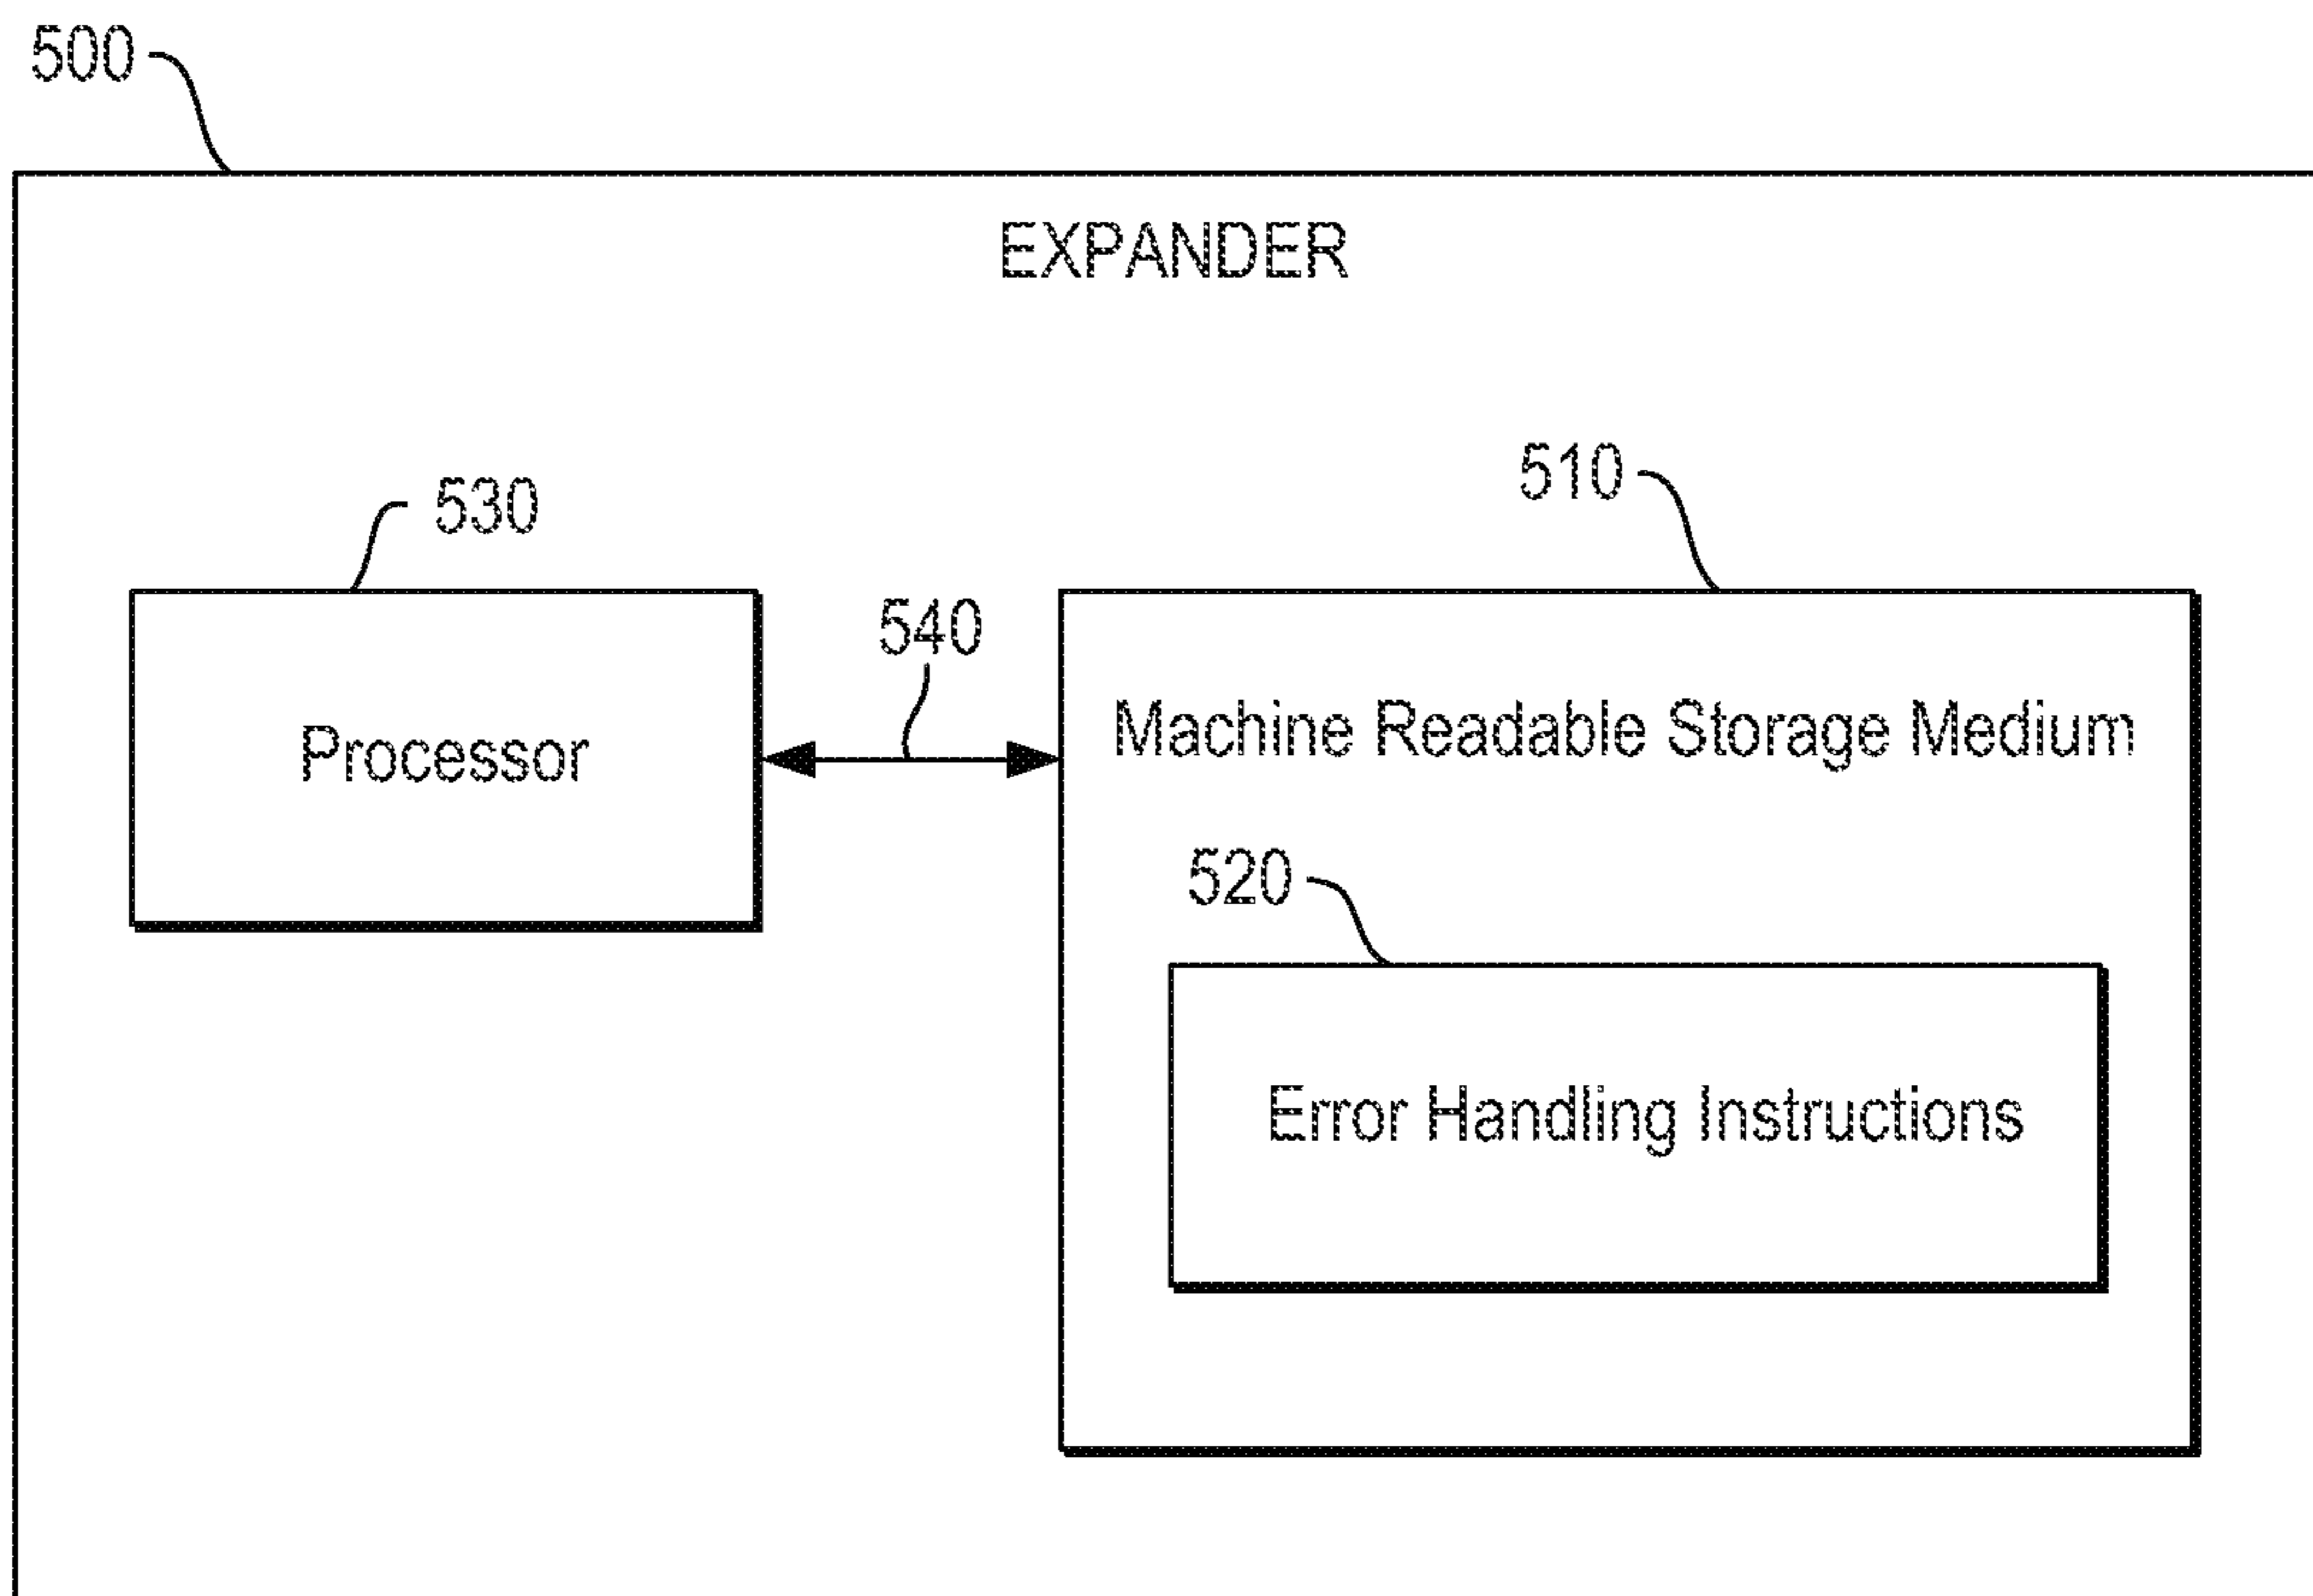 500
EXPANDER
510
530
540
Machine Readable Storage Medium
Processor
520
Error Handling Instructions